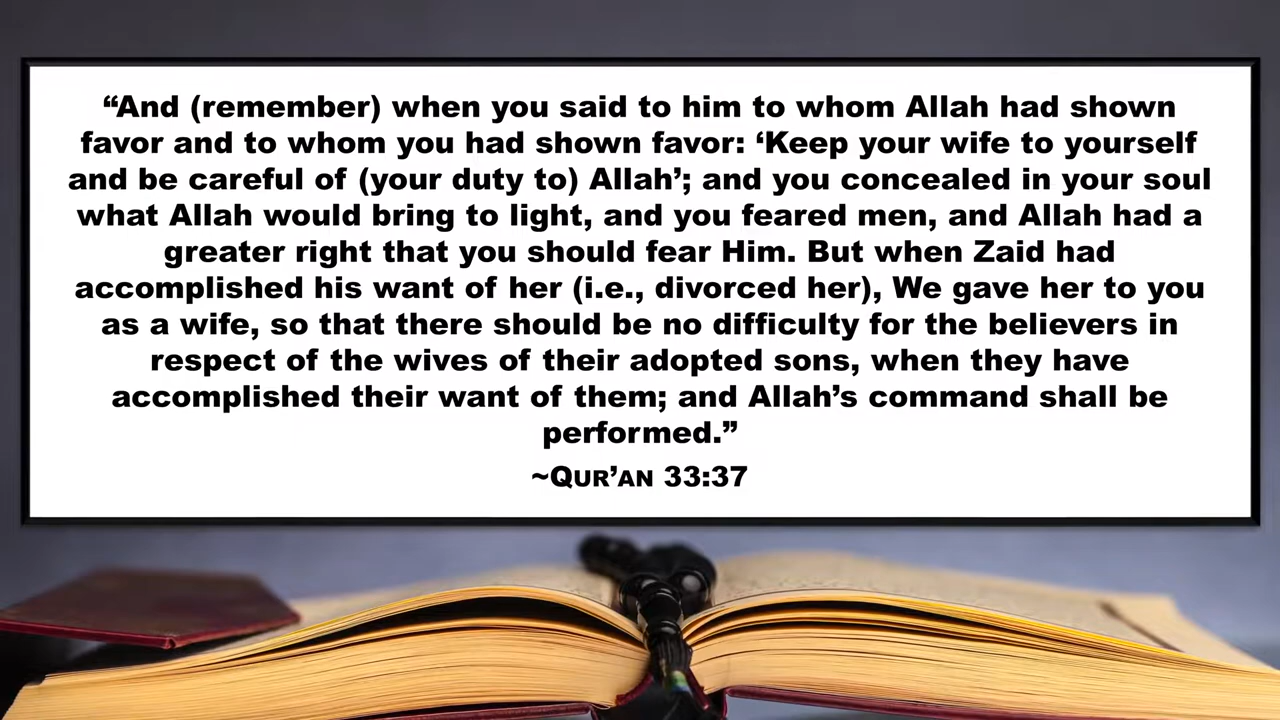 “And (remember) when you said to him to whom Allah had shown
favor and to whom you had shown favor: ‘Keep your wife to yourself
and be careful of (your duty to) Allah’; and you concealed in your soul
what Allah would bring to light, and you feared men, and Allah had a
greater right that you should fear Him. But when Zaid had
accomplished his want of her (i.e., divorced her), We gave her to you
as a wife, so that there should be no difficulty for the believers in
respect of the wives of their adopted sons, when they have
accomplished their want of them; and Allah’s command shall be
performed.”
~QUR’AN 33:37